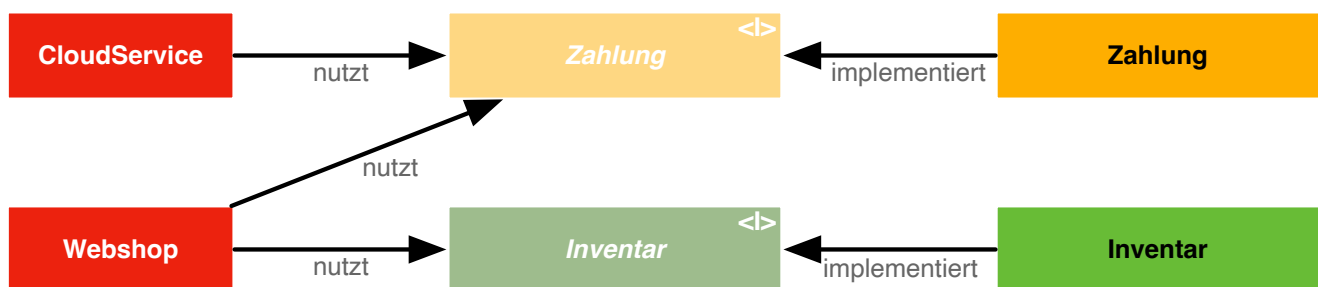 CloudService
nutzt
<I>
Zahlung
implementiert
Zahlung
nutzt
Webshop
nutzt
<I>
Inventar
implementiert
Inventar